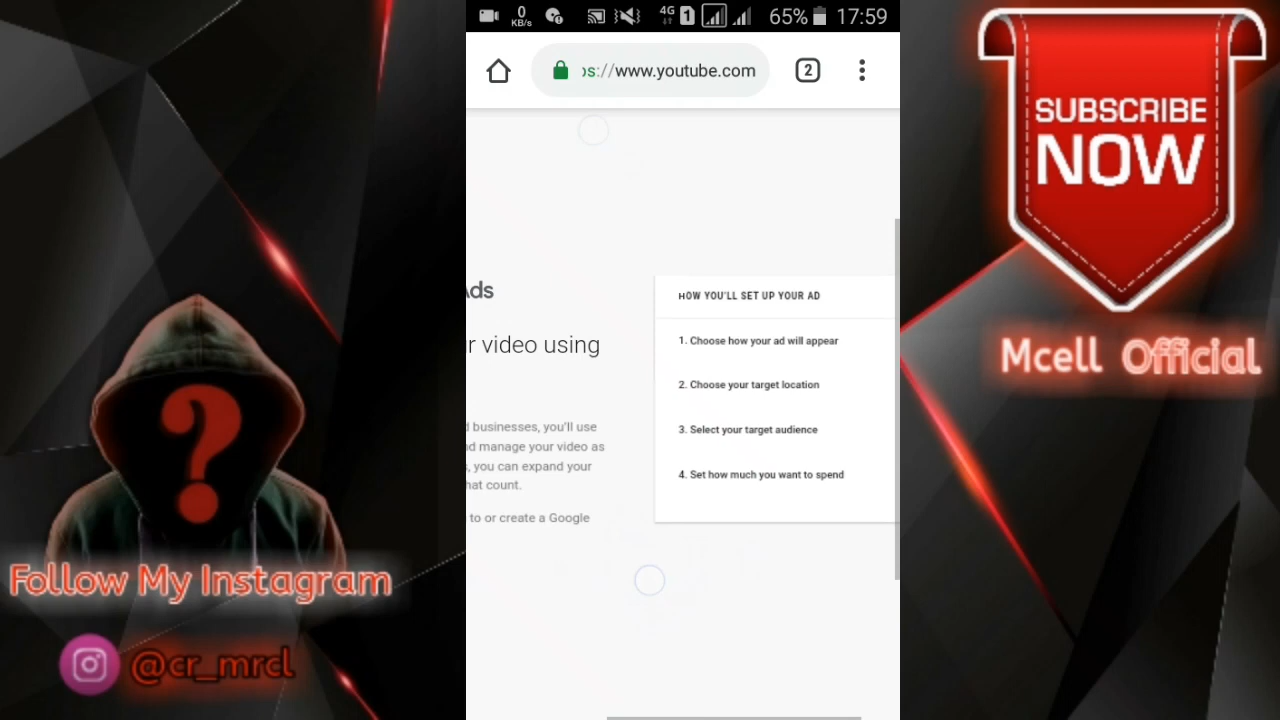 0
KB/s
4G
1
65%
17:59
://www.youtube.com
2
Ads
video using
HOW YOU'LL SET UP YOUR AD
1. Choose how your ad will appear
2. Choose your target location
3. Select your target audience
4. Set how much you want to spend
businesses, you'll use
manage your video as
you can expand your
count.
to or create a Google
SUBSCRIBE
NOW
Mcell Official
?
Follow My Instagram
@cr_mrcl